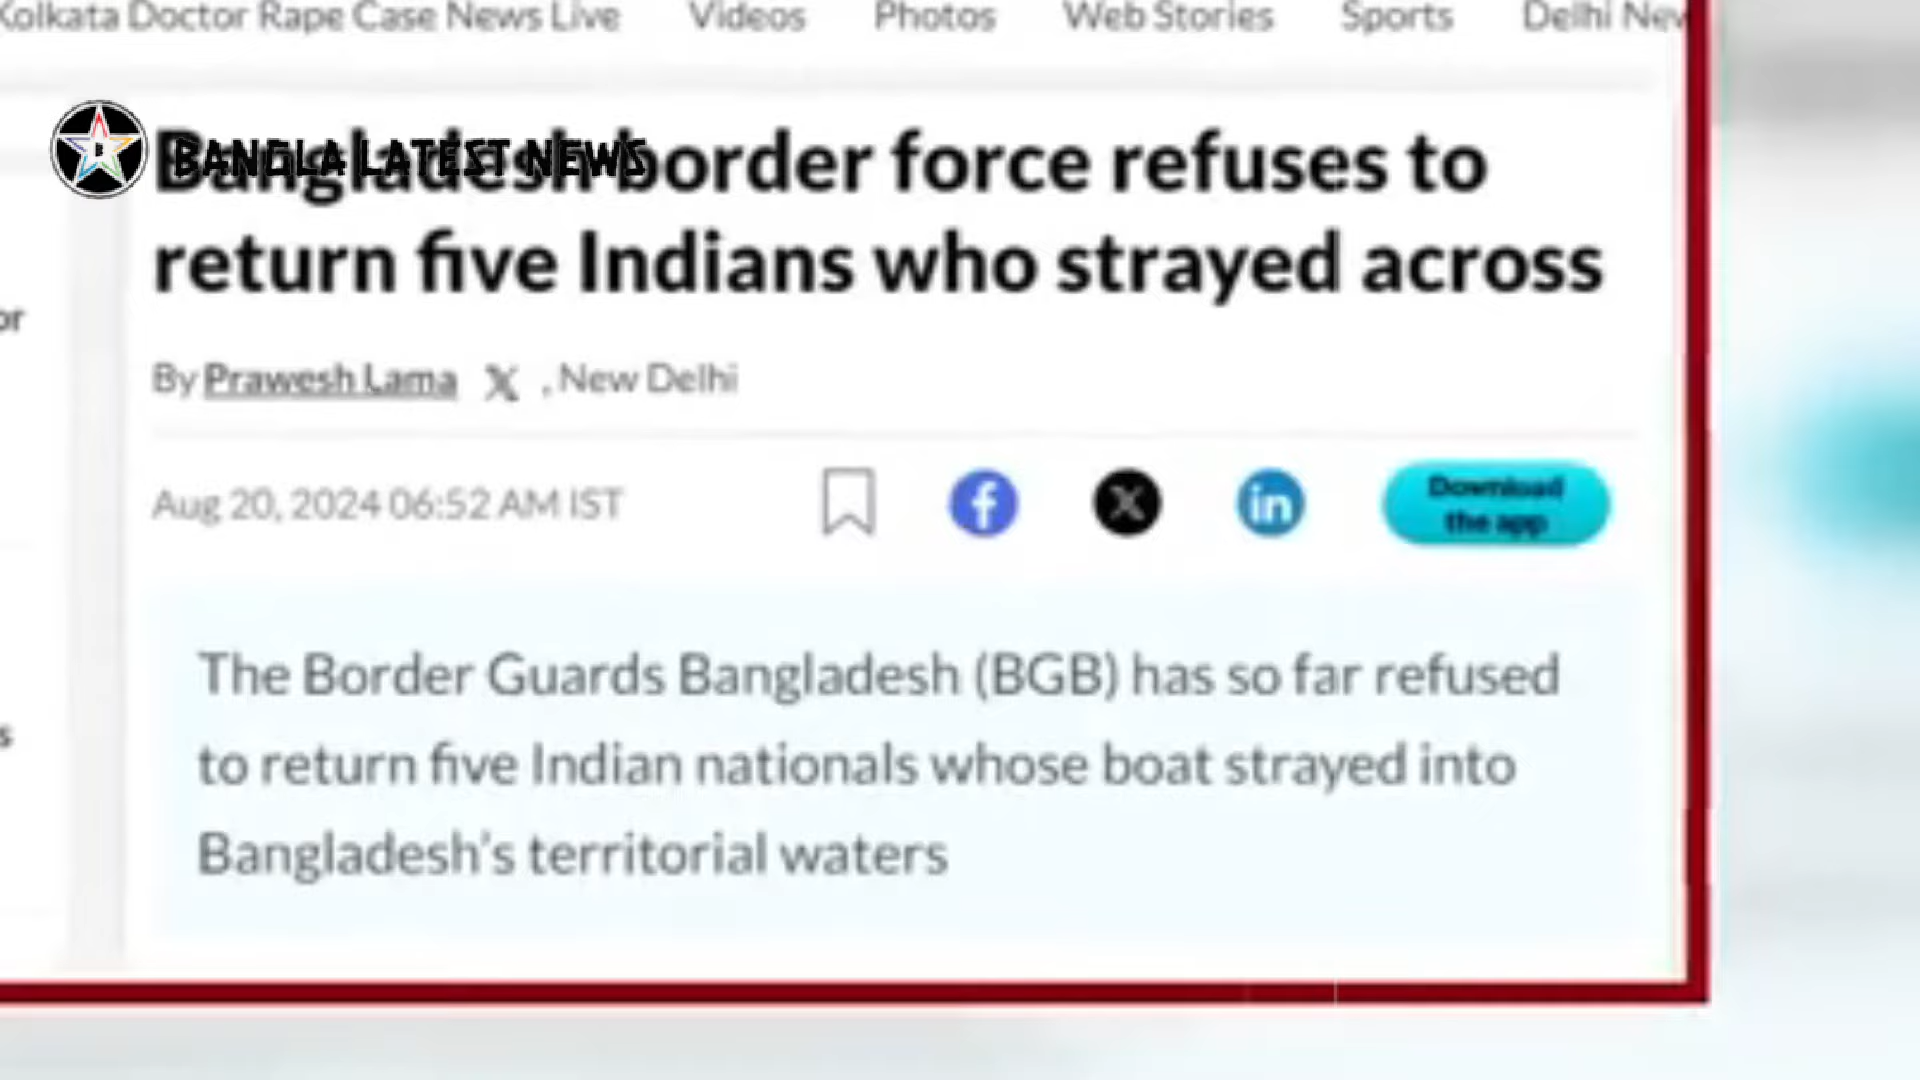 Kolkata Doctor Rape Case News Live Videos Photos Web Stories Sports Delhi Nev
BANGLA LATEST NEWS
Bangladesh border force refuses to
return five Indians who strayed across
or
By Prawesh Lama X , New Delhi
Aug 20, 2024 06:52 AM IST
Download
the app
The Border Guards Bangladesh (BGB) has so far refused
s
to return five Indian nationals whose boat strayed into
Bangladesh's territorial waters